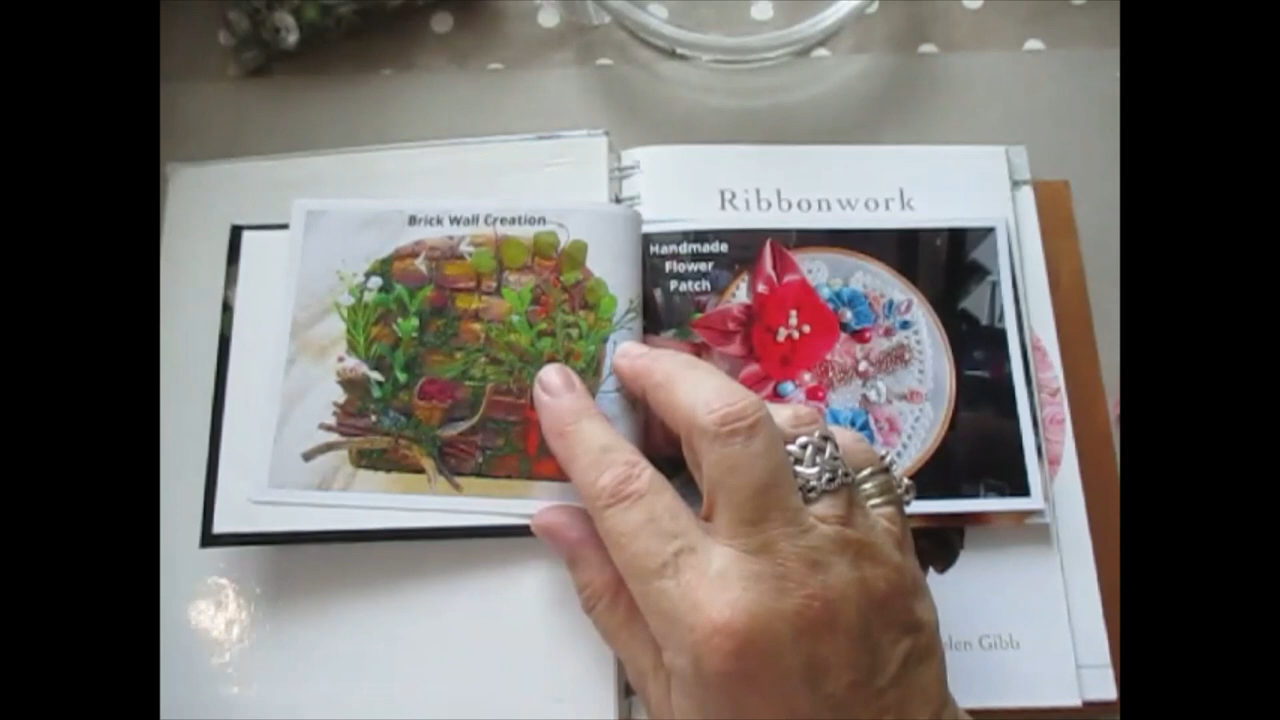 Ribbonwork
Brick Wall Creation
Handmade
Flower
Patch
Gibb